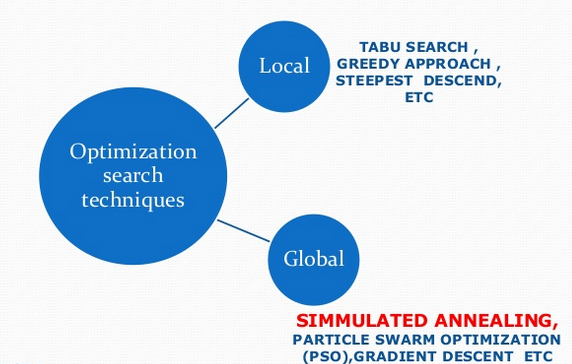 Optimization
search
techniques
Local
TABU SEARCH ,
GREEDY APPROACH ,
STEEPEST DESCEND,
ETC
Global
SIMMULATED ANNEALING,
PARTICLE SWARM OPTIMIZATION
(PSO),GRADIENT DESCENT ETC